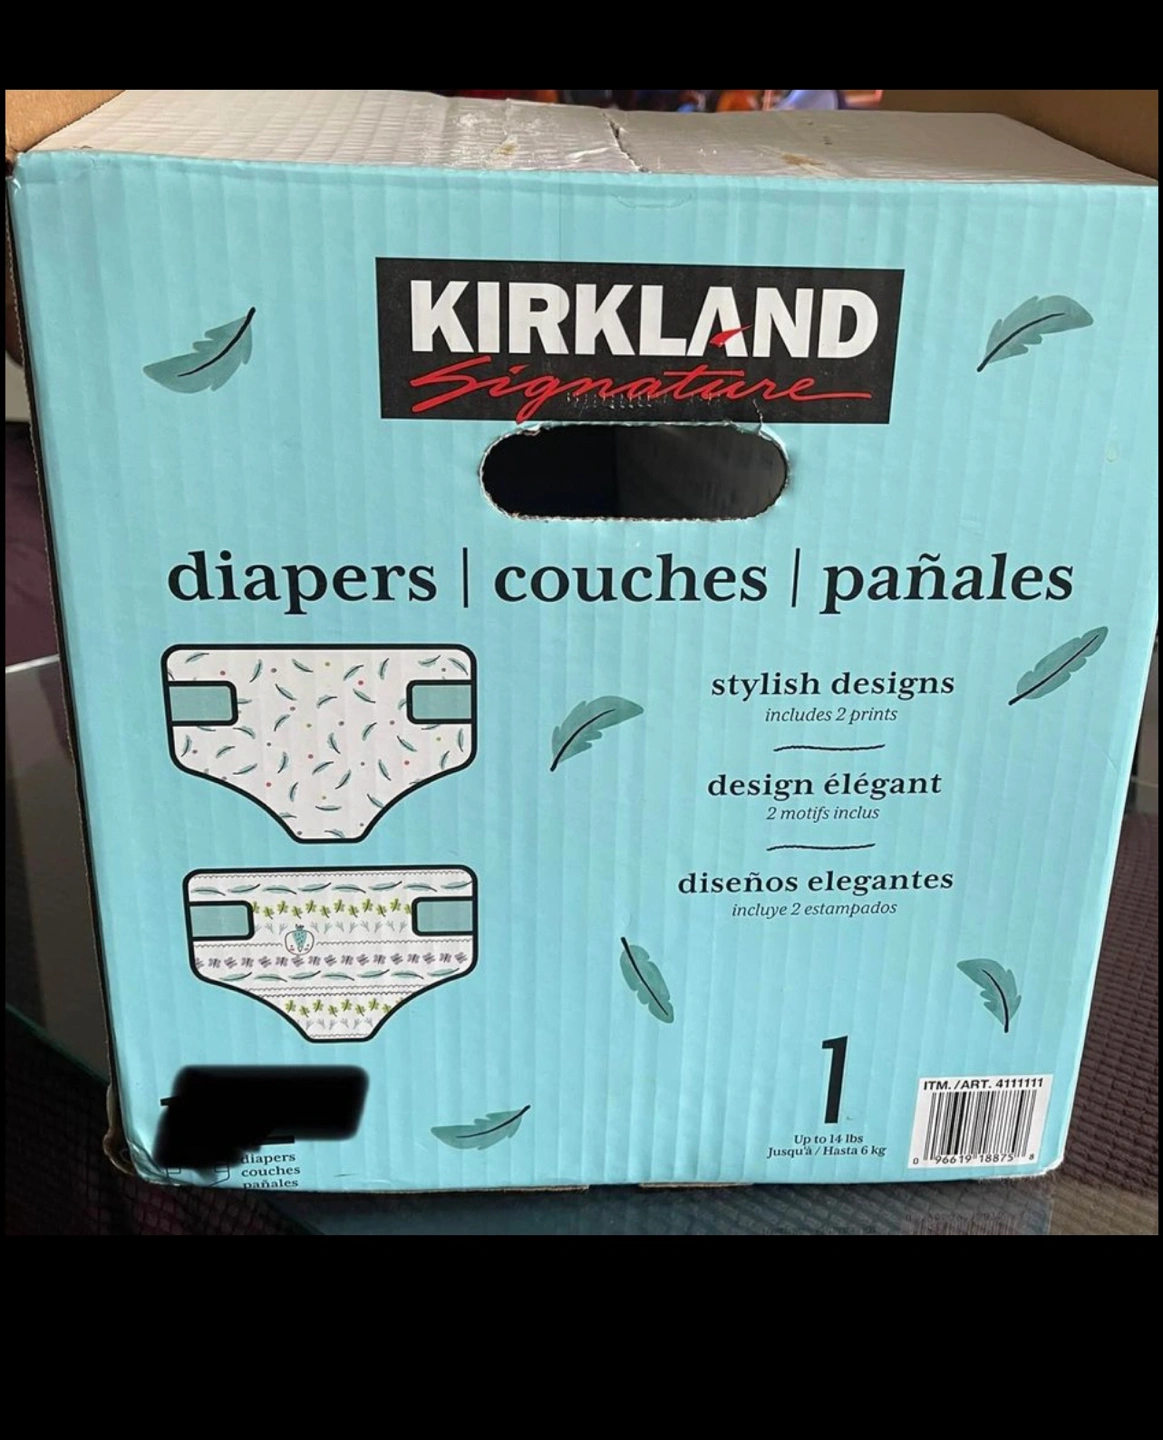 KIRKLAND
Signature
diapers | couches | pañales
stylish designs
includes 2 prints
design élégant
2 motifs inclus
diseños elegantes
incluye 2 estampados
1
Up to 14 lbs
Jusqu'à / Hasta 6 kg
ITM. /ART. 4111111
0 96619 18875 8
diapers
couches
pañales